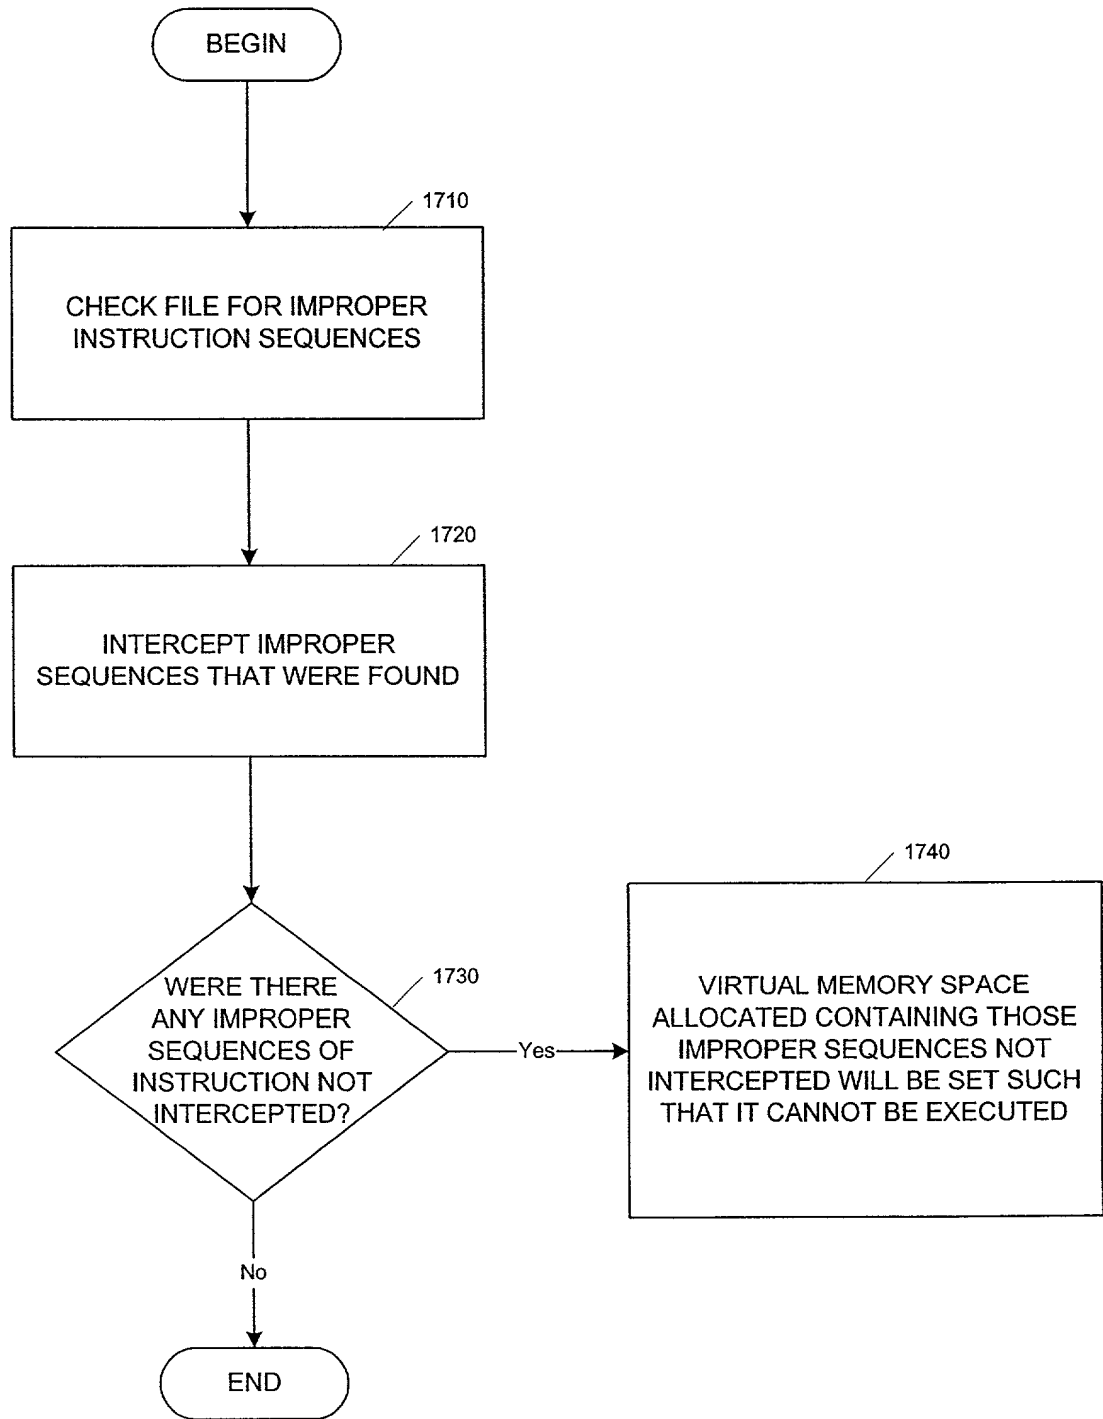 BEGIN
1710
CHECK FILE FOR IMPROPER
INSTRUCTION SEQUENCES
1720
INTERCEPT IMPROPER
SEQUENCES THAT WERE FOUND
1730
WERE THERE
ANY IMPROPER
SEQUENCES OF
INSTRUCTION NOT
INTERCEPTED?
Yes
1740
VIRTUAL MEMORY SPACE
ALLOCATED CONTAINING THOSE
IMPROPER SEQUENCES NOT
INTERCEPTED WILL BE SET SUCH
THAT IT CANNOT BE EXECUTED
No
END